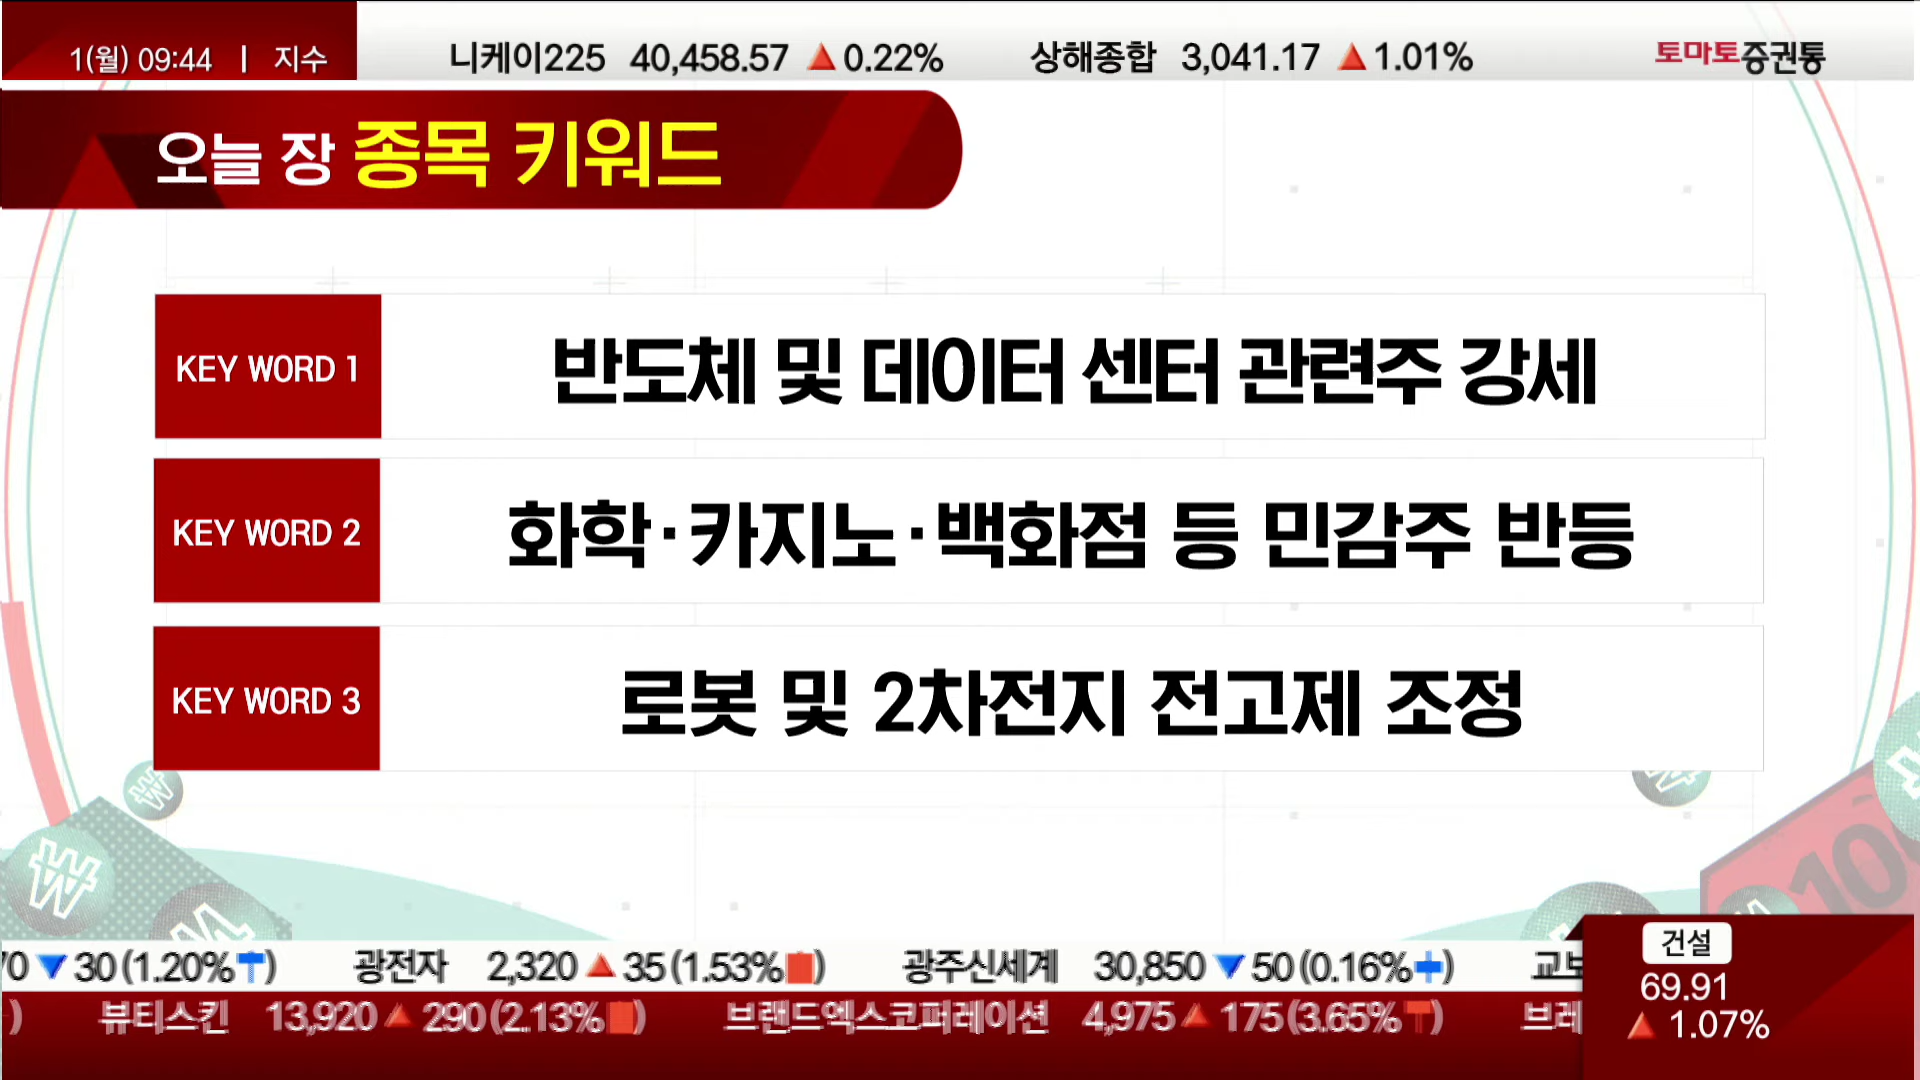 1(월) 09:44 | 지수 니케이225 40,458.57 ▲0.22% 상해종합 3,041.17 ▲1.01% 토마토증권통
오늘 장 종목 키워드
KEY WORD 1 반도체 및 데이터 센터 관련주 강세
KEY WORD 2 화학·카지노·백화점 등 민감주 반등
KEY WORD 3 로봇 및 2차전지 전고제 조정
70 ▼30(1.20%) 광전자 2,320 ▲35(1.53%) 광주신세계 30,850 ▼50(0.16%) 교보
) 뷰티스킨 13,920 ▲290(2.13%) 브랜드엑스코퍼레이션 4,975 ▲175(3.65%) 브레
건설
69.91
▲ 1.07%